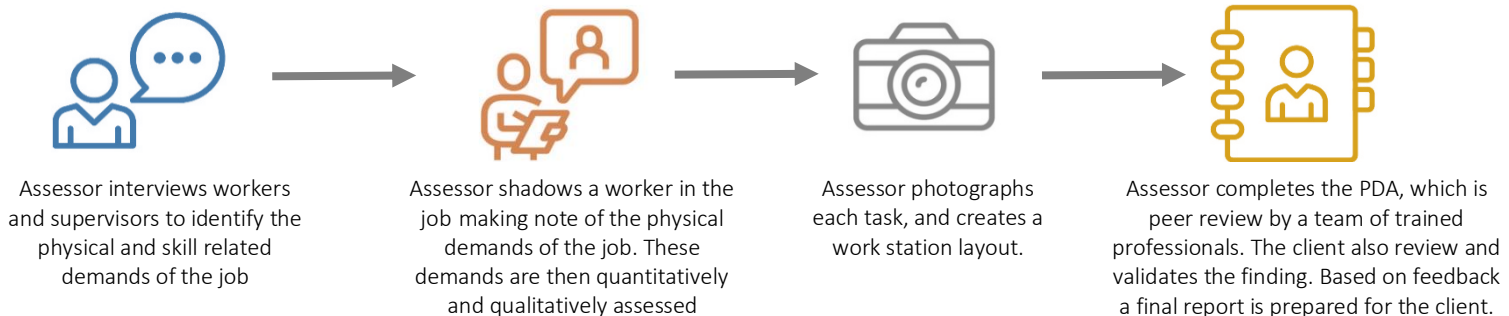 Assessor interviews workers
and supervisors to identify the
physical and skill related
demands of the job
Assessor shadows a worker in the
job making note of the physical
demands of the job. These
demands are then quantitatively
and qualitatively assessed
Assessor photographs
each task, and creates a
work station layout.
Assessor completes the PDA, which is
peer review by a team of trained
professionals. The client also review and
validates the finding. Based on feedback
a final report is prepared for the client.